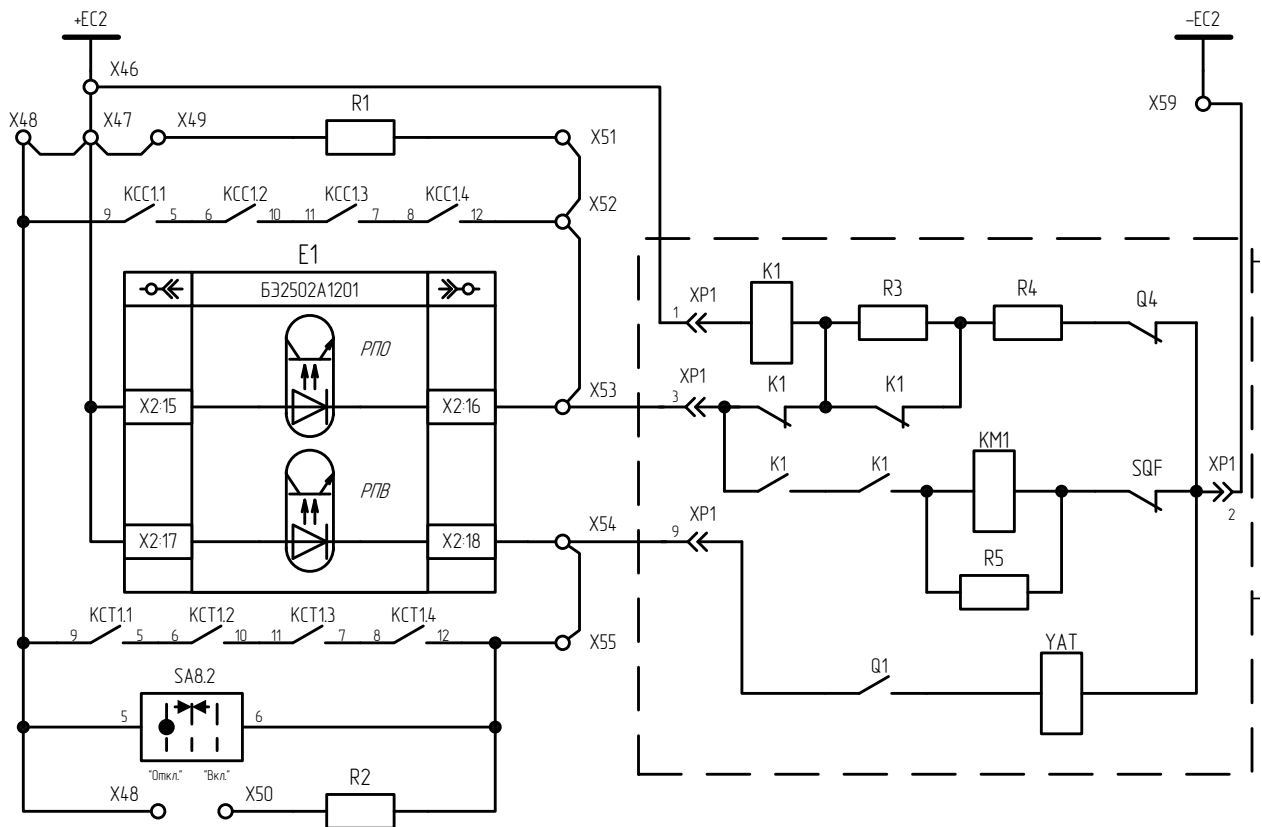 +EC2
-EC2
X46
X59
X48
X47
X49
R1
X51
KCC1.1
KCC1.2
KCC1.3
KCC1.4
X52
9
5
6
10
11
7
8
12
E1
БЭ2502А1201
РПО
X2:15
X2:16
X53
РПВ
X2:17
X2:18
X54
KCT1.1
KCT1.2
KCT1.3
KCT1.4
9
5
6
10
11
7
8
12
X55
SA8.2
5
6
"Откл."
"Вкл."
X48
X50
R2
XP1
1
K1
R3
R4
Q4
XP1
3
K1
K1
K1
K1
KM1
SQF
XP1
2
XP1
9
R5
Q1
YAT